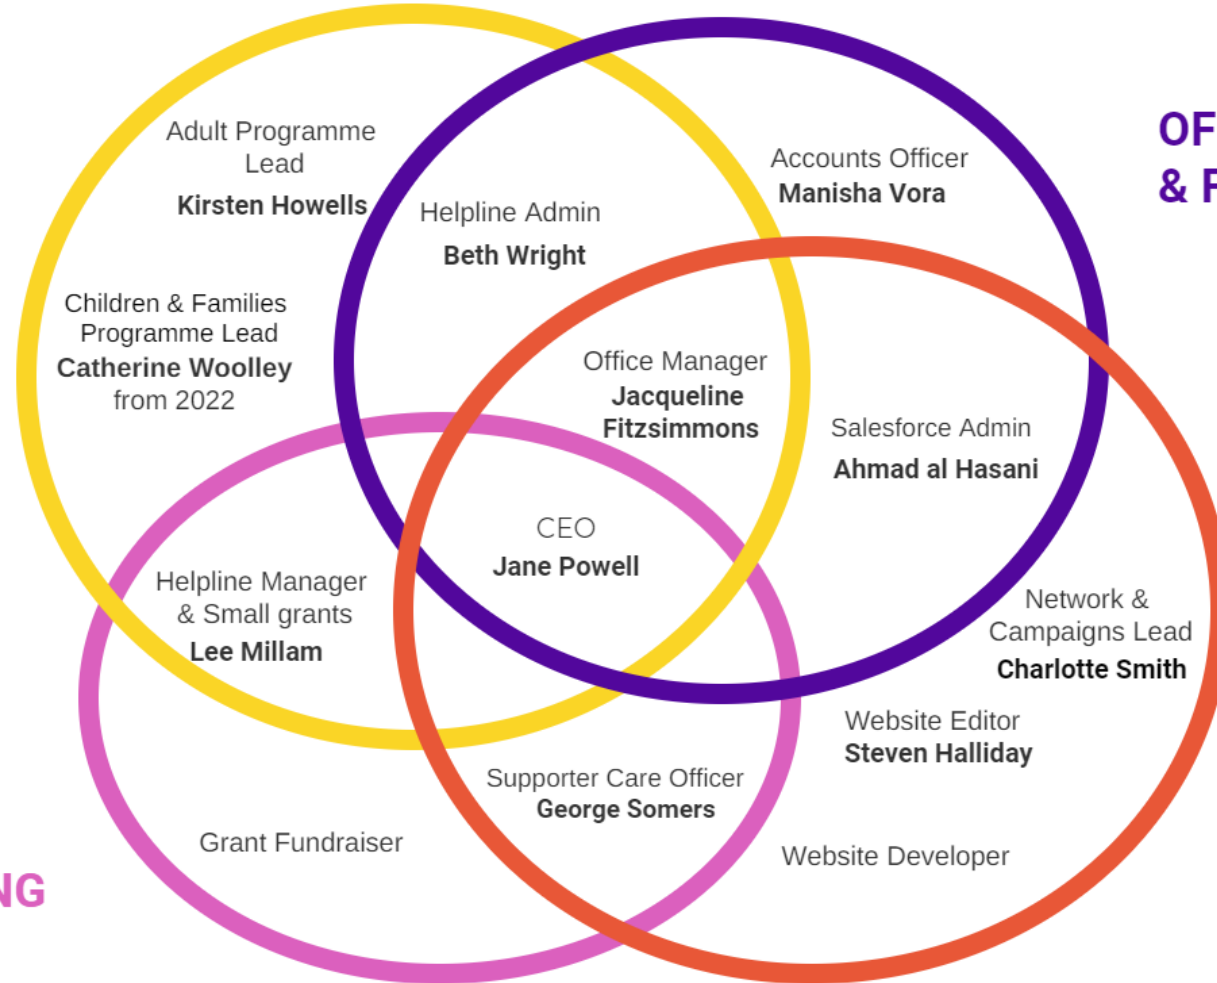 Adult Programme
Lead
Kirsten Howells
Helpline Admin
Beth Wright
Accounts Officer
Manisha Vora
OF
& F
Children & Families
Programme Lead
Catherine Woolley
from 2022
Office Manager
Jacqueline
Fitzsimmons
Salesforce Admin
Ahmad al Hasani
CEO
Jane Powell
Helpline Manager
& Small grants
Lee Millam
Network &
Campaigns Lead
Charlotte Smith
Website Editor
Steven Halliday
Supporter Care Officer
George Somers
Grant Fundraiser
Website Developer
NG